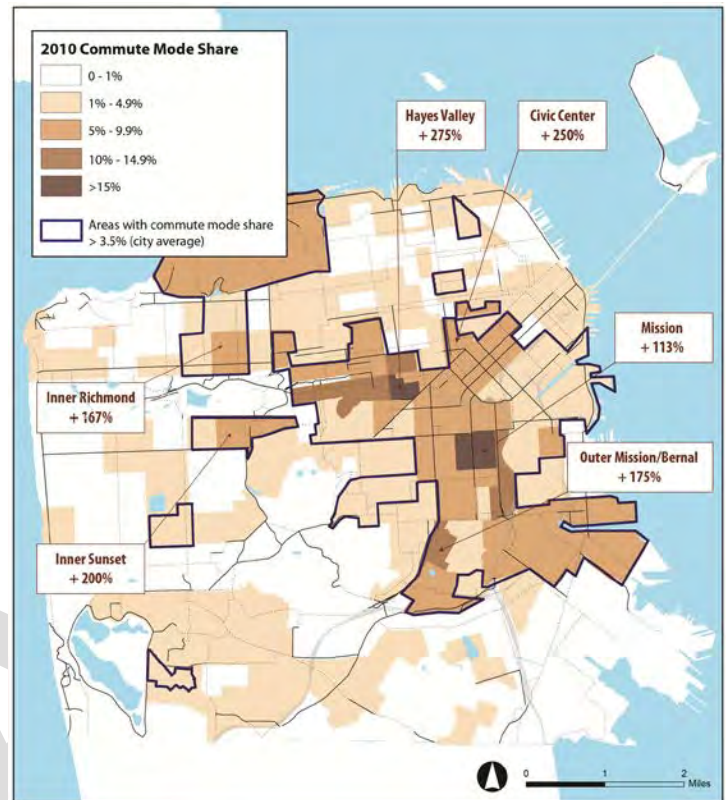 2010 Commute Mode Share
0 - 1%
1% - 4.9%
5% - 9.9%
10% - 14.9%
>15%
Areas with commute mode share
> 3.5% (city average)
Hayes Valley
+ 275%
Civic Center
+ 250%
Mission
+ 113%
Inner Richmond
+ 167%
Outer Mission/Bernal
+ 175%
Inner Sunset
+ 200%
0 1 2
Miles